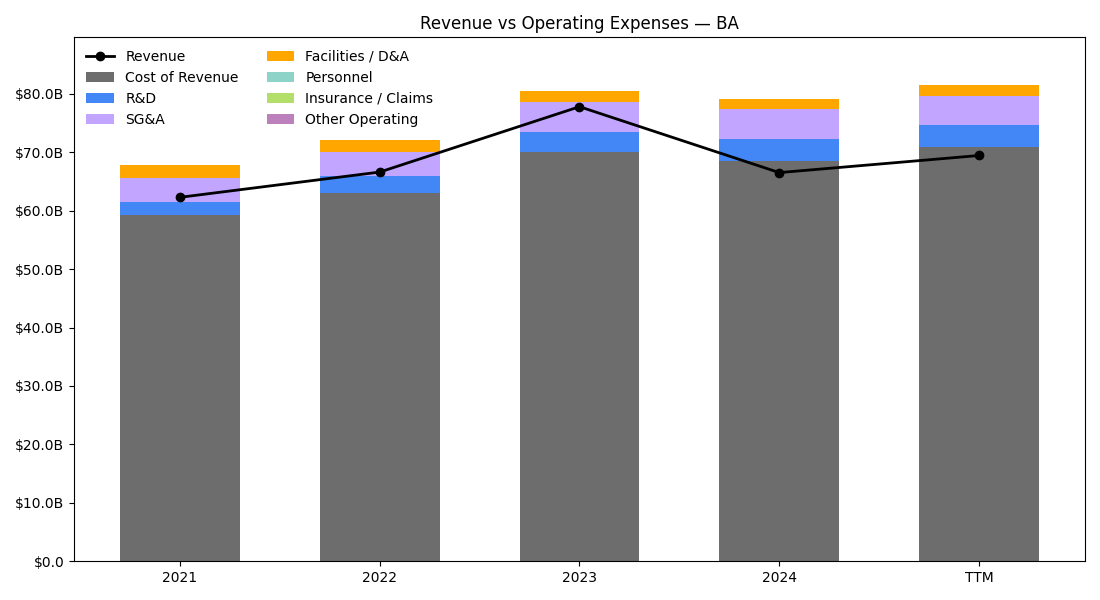 Revenue vs Operating Expenses — BA
Revenue
Cost of Revenue
R&D
SG&A
Facilities / D&A
Personnel
Insurance / Claims
Other Operating
$80.0B
$70.0B
$60.0B
$50.0B
$40.0B
$30.0B
$20.0B
$10.0B
$0.0
2021 2022 2023 2024 TTM